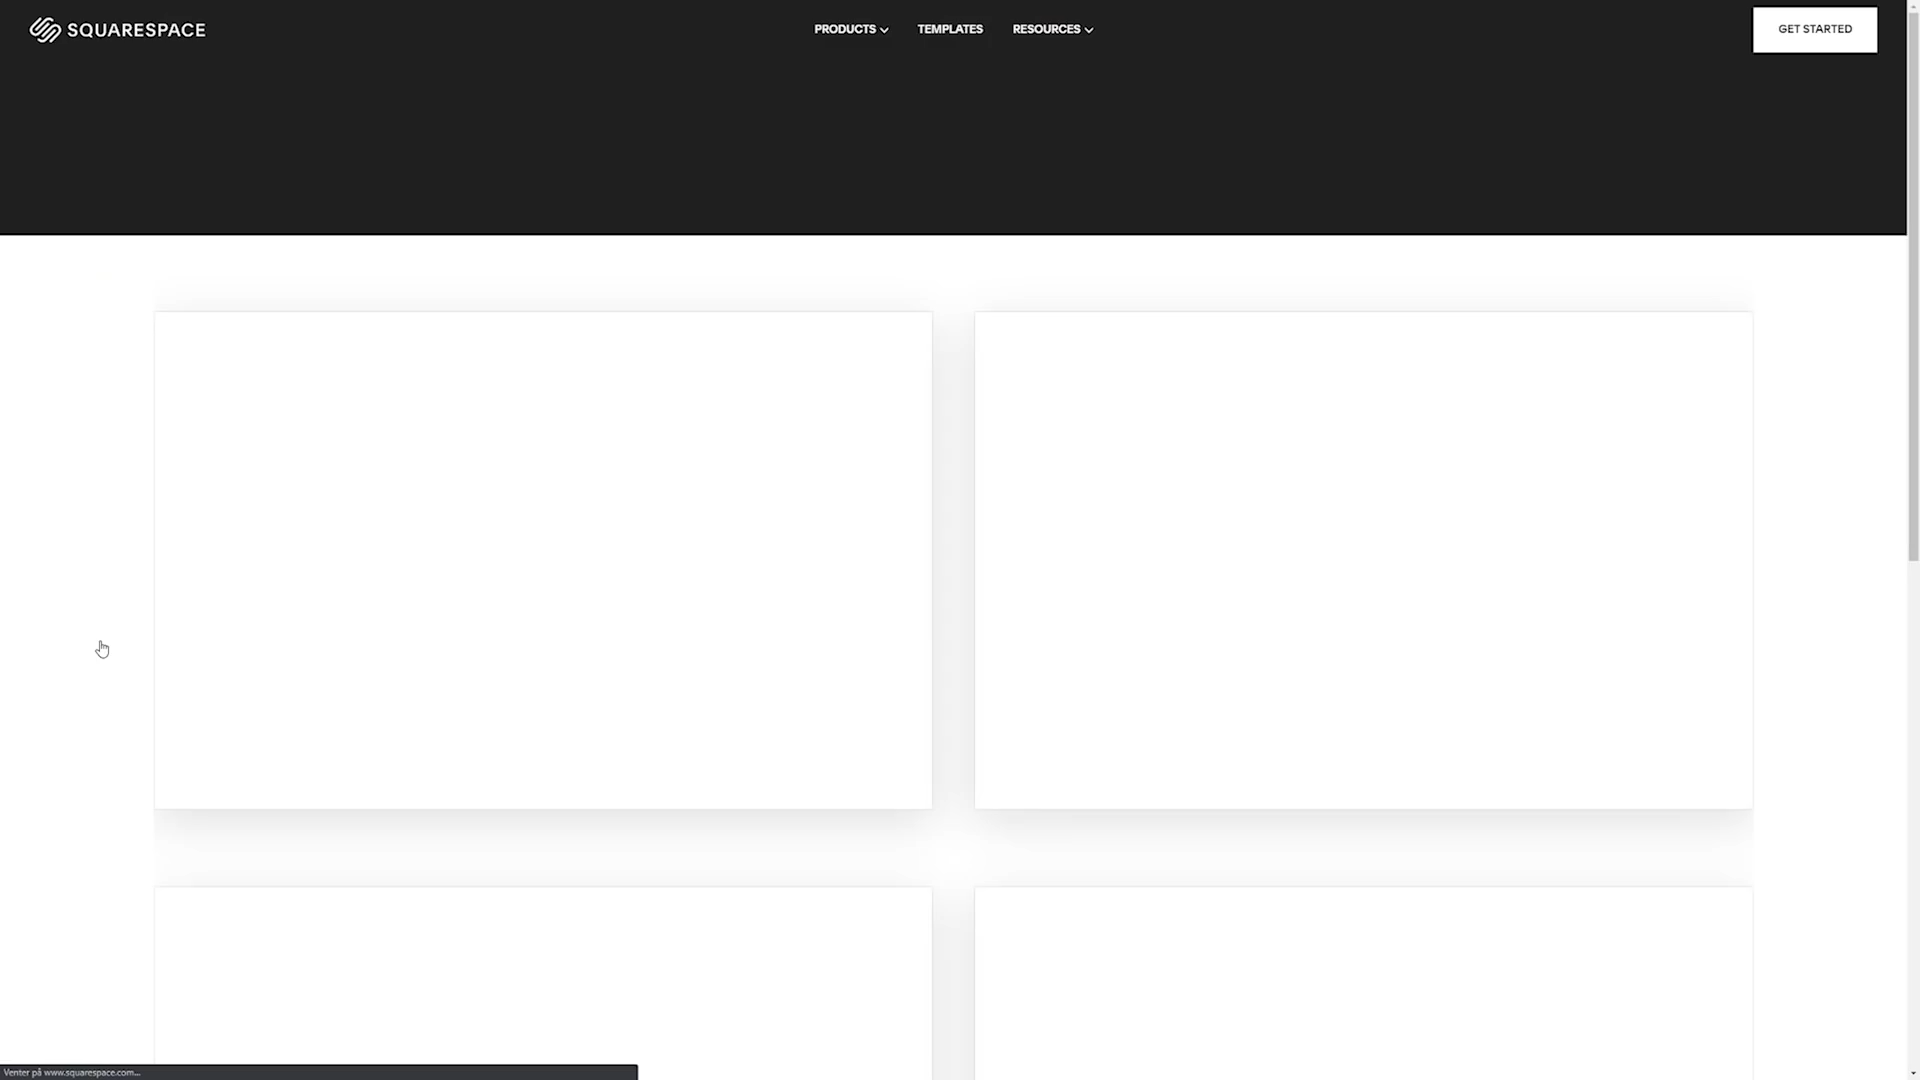 SQUARESPACE
PRODUCTS
TEMPLATES
RESOURCES
GET STARTED
Venter på www.squarespace.com...